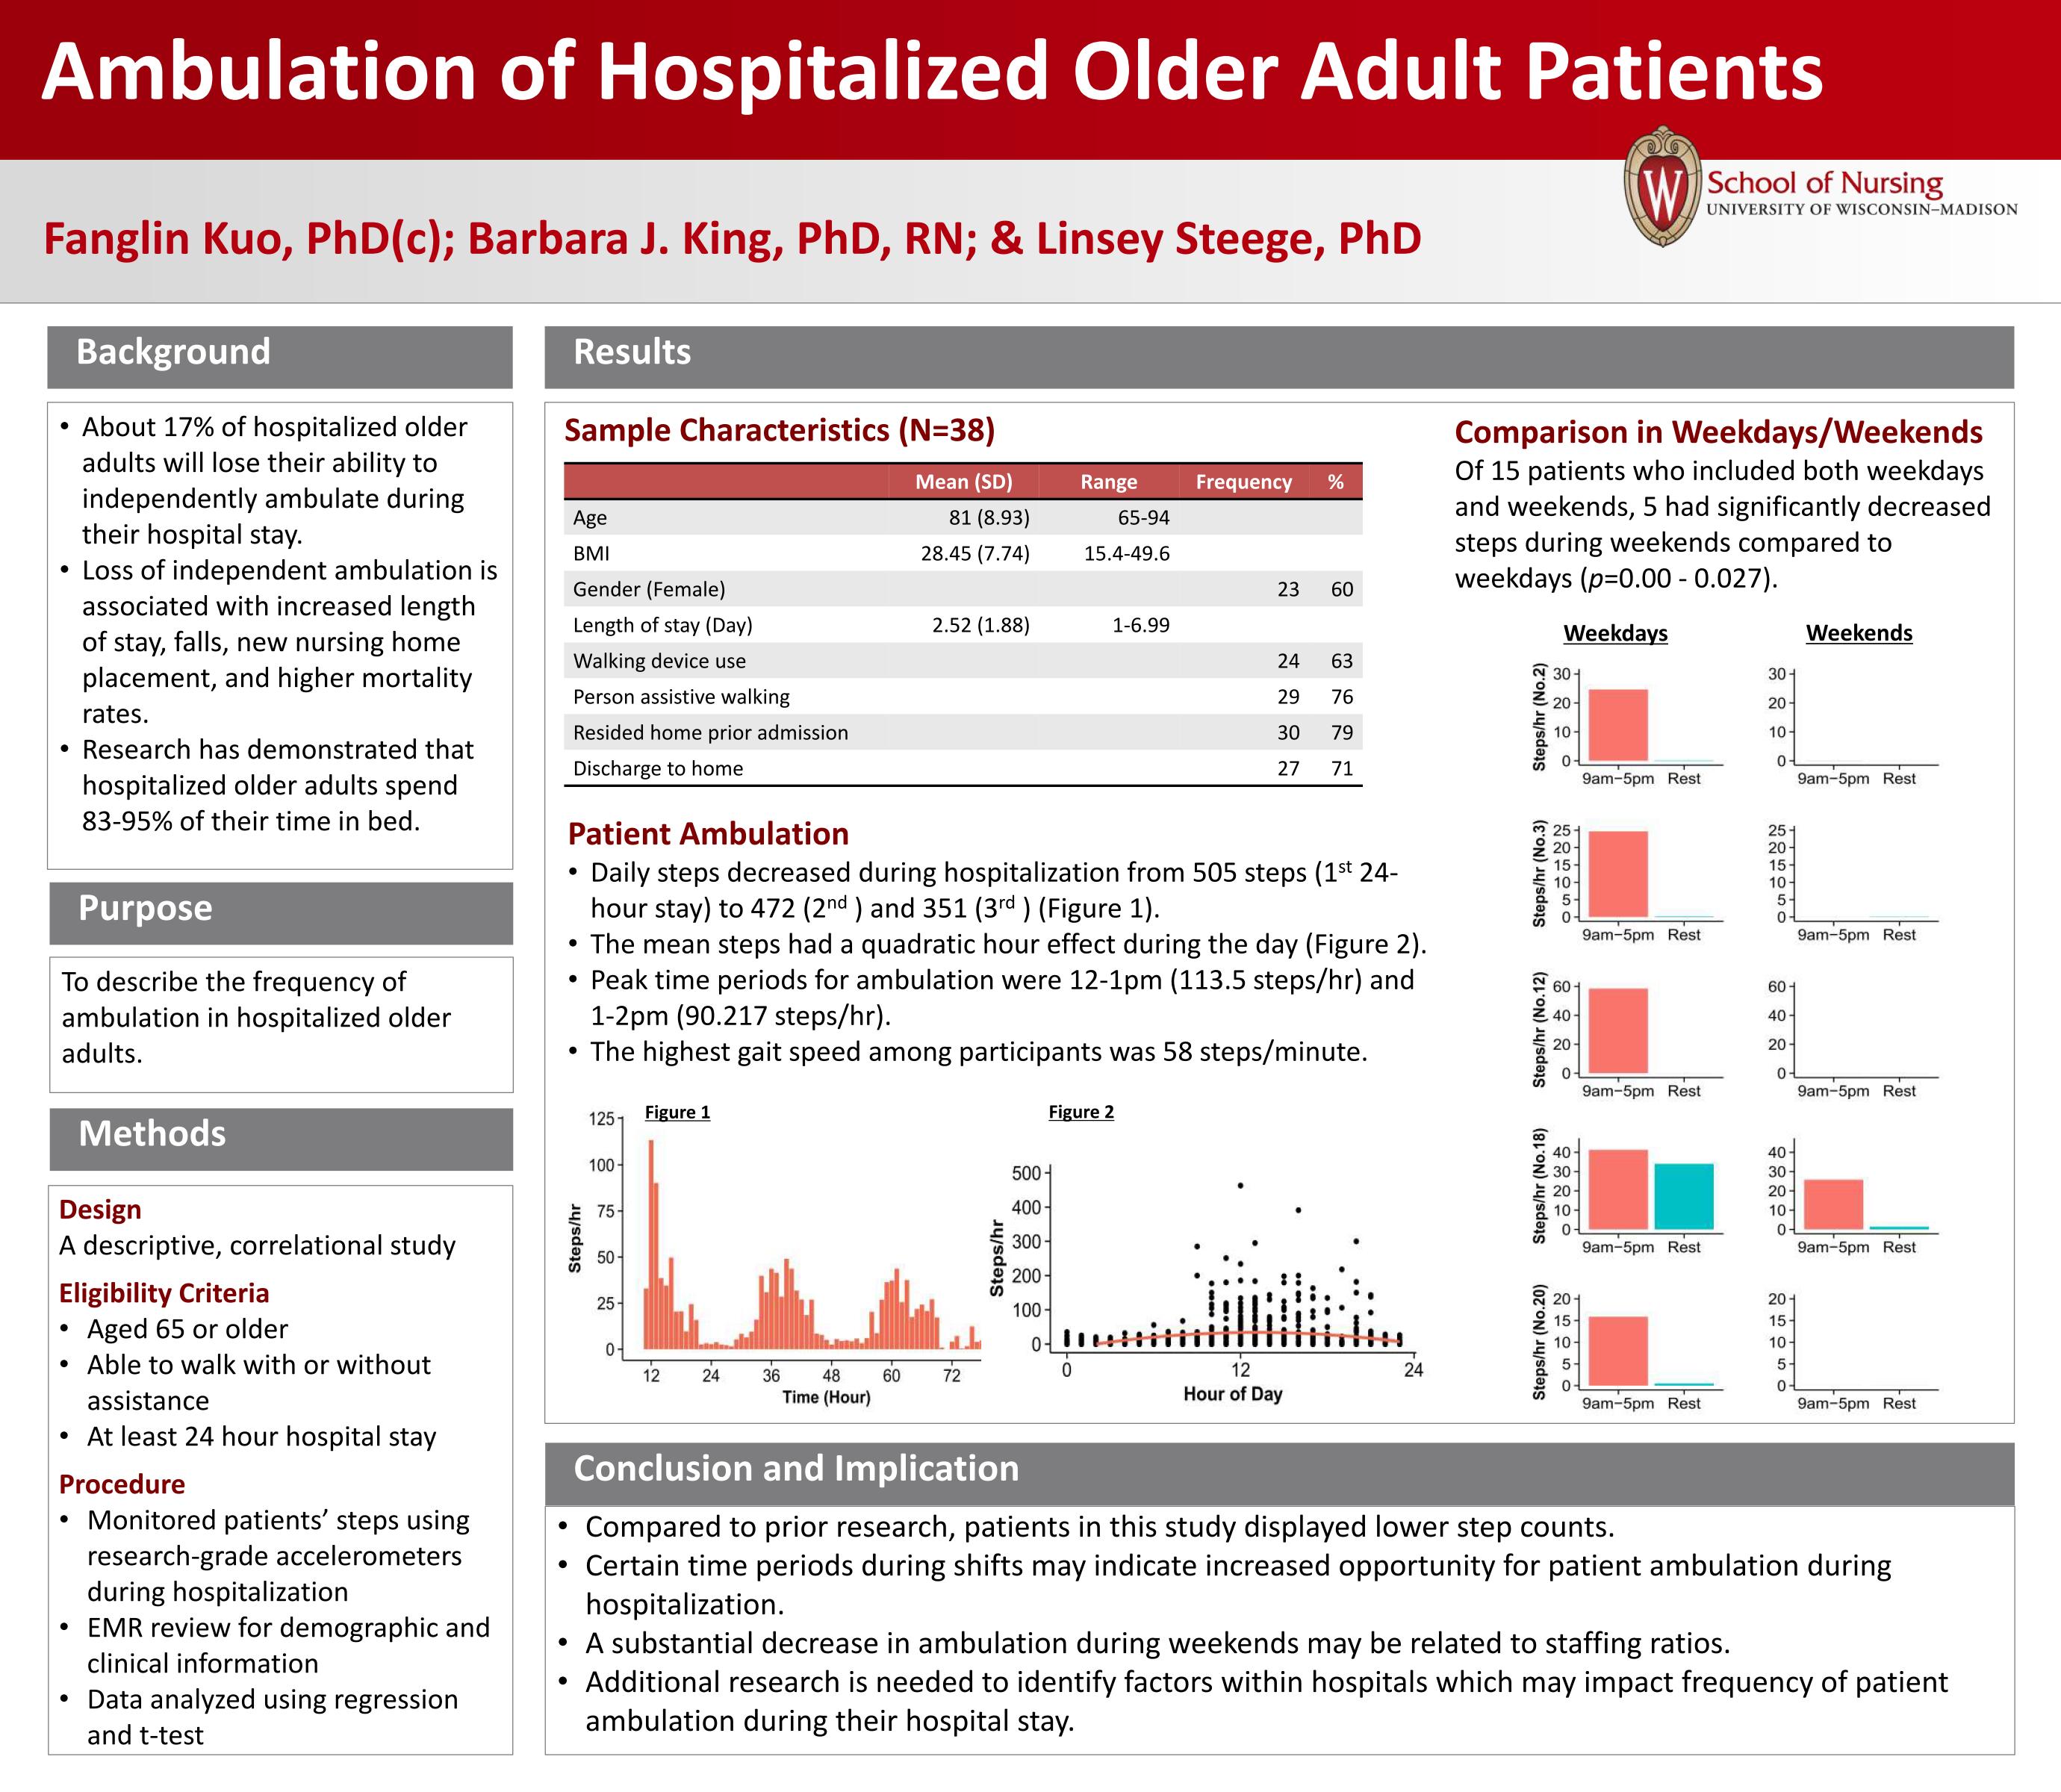 Ambulation of Hospitalized Older Adult Patients
School of Nursing
UNIVERSITY OF WISCONSIN–MADISON
W
Fanglin Kuo, PhD(c); Barbara J. King, PhD, RN; & Linsey Steege, PhD
Background
• About 17% of hospitalized older
adults will lose their ability to
independently ambulate during
their hospital stay.
• Loss of independent ambulation is
associated with increased length
of stay, falls, new nursing home
placement, and higher mortality
rates.
• Research has demonstrated that
hospitalized older adults spend
83-95% of their time in bed.
Purpose
To describe the frequency of
ambulation in hospitalized older
adults.
Methods
Design
A descriptive, correlational study
Eligibility Criteria
• Aged 65 or older
• Able to walk with or without
assistance
• At least 24 hour hospital stay
Procedure
• Monitored patients’ steps using
research-grade accelerometers
during hospitalization
• EMR review for demographic and
clinical information
• Data analyzed using regression
and t-test
Results
Sample Characteristics (N=38)
Mean (SD) Range Frequency %
Age 81 (8.93) 65-94
BMI 28.45 (7.74) 15.4-49.6
Gender (Female) 23 60
Length of stay (Day) 2.52 (1.88) 1-6.99
Walking device use 24 63
Person assistive walking 29 76
Resided home prior admission 30 79
Discharge to home 27 71
Patient Ambulation
• Daily steps decreased during hospitalization from 505 steps (1st 24-
hour stay) to 472 (2nd ) and 351 (3rd ) (Figure 1).
• The mean steps had a quadratic hour effect during the day (Figure 2).
• Peak time periods for ambulation were 12-1pm (113.5 steps/hr) and
1-2pm (90.217 steps/hr).
• The highest gait speed among participants was 58 steps/minute.
Figure 1
125
100
75
50
25
0
Steps/hr
12 24 36 48 60 72
Time (Hour)
Figure 2
500
400
300
200
100
0
Steps/hr
0 12 24
Hour of Day
Comparison in Weekdays/Weekends
Of 15 patients who included both weekdays
and weekends, 5 had significantly decreased
steps during weekends compared to
weekdays (p=0.00 - 0.027).
Weekdays Weekends
Steps/hr (No.2)
30 30
20 20
10 10
0 0
9am−5pm Rest 9am−5pm Rest
Steps/hr (No.3)
25 25
20 20
15 15
10 10
5 5
0 0
9am−5pm Rest 9am−5pm Rest
Steps/hr (No.12)
60 60
40 40
20 20
0 0
9am−5pm Rest 9am−5pm Rest
Steps/hr (No.18)
40 40
30 30
20 20
10 10
0 0
9am−5pm Rest 9am−5pm Rest
Steps/hr (No.20)
20 20
15 15
10 10
5 5
0 0
9am−5pm Rest 9am−5pm Rest
Conclusion and Implication
• Compared to prior research, patients in this study displayed lower step counts.
• Certain time periods during shifts may indicate increased opportunity for patient ambulation during
hospitalization.
• A substantial decrease in ambulation during weekends may be related to staffing ratios.
• Additional research is needed to identify factors within hospitals which may impact frequency of patient
ambulation during their hospital stay.